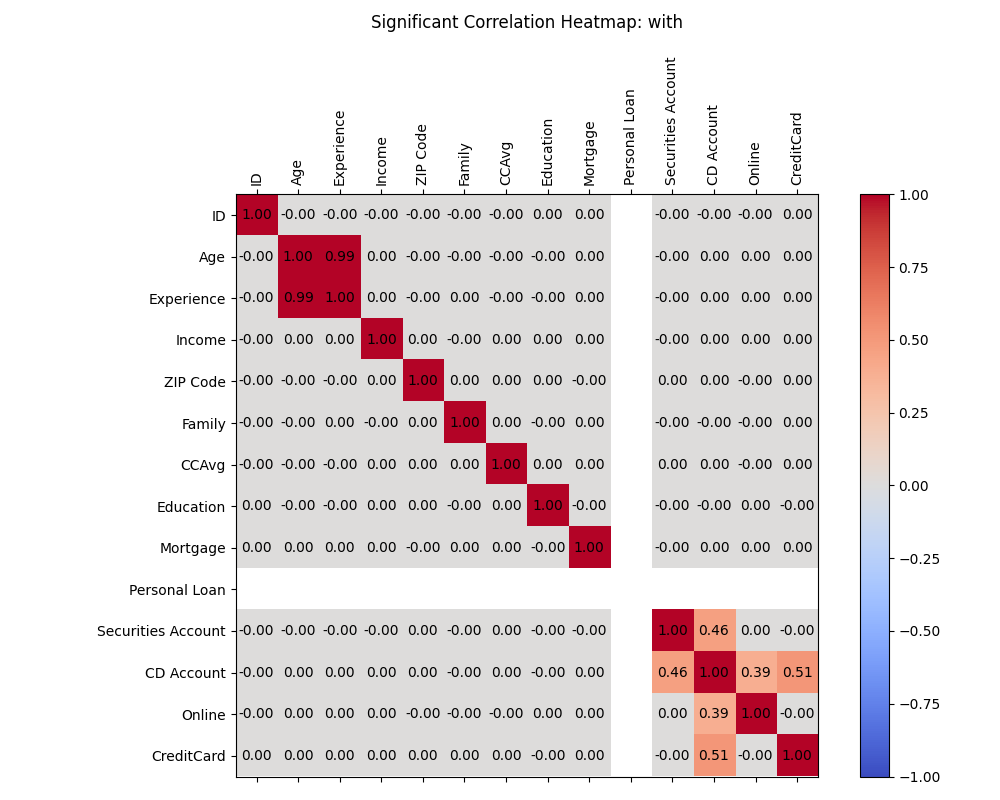 Significant Correlation Heatmap: with
ID Age Experience Income ZIP Code Family CCAvg Education Mortgage Personal Loan Securities Account CD Account Online CreditCard
ID 1.00 -0.00 -0.00 -0.00 -0.00 -0.00 -0.00 0.00 0.00 -0.00 -0.00 -0.00 0.00
Age -0.00 1.00 0.99 0.00 -0.00 -0.00 -0.00 -0.00 0.00 -0.00 0.00 0.00 0.00
Experience -0.00 0.99 1.00 0.00 -0.00 -0.00 -0.00 -0.00 0.00 -0.00 0.00 0.00 0.00
Income -0.00 0.00 0.00 1.00 0.00 -0.00 0.00 0.00 0.00 -0.00 0.00 0.00 0.00
ZIP Code -0.00 -0.00 -0.00 0.00 1.00 0.00 0.00 0.00 -0.00 0.00 0.00 -0.00 0.00
Family -0.00 -0.00 0.00 -0.00 0.00 1.00 0.00 -0.00 0.00 -0.00 0.00 -0.00 0.00
CCAvg -0.00 -0.00 -0.00 0.00 0.00 0.00 1.00 0.00 0.00 0.00 0.00 -0.00 0.00
Education 0.00 -0.00 -0.00 0.00 0.00 -0.00 0.00 1.00 -0.00 -0.00 -0.00 0.00 -0.00
Mortgage 0.00 0.00 0.00 0.00 -0.00 0.00 0.00 -0.00 1.00 -0.00 0.00 0.00 0.00
Personal Loan
Securities Account -0.00 -0.00 -0.00 -0.00 0.00 -0.00 0.00 -0.00 -0.00 1.00 0.46 0.00 -0.00
CD Account -0.00 0.00 0.00 0.00 0.00 0.00 0.00 -0.00 0.00 0.46 1.00 0.39 0.51
Online -0.00 0.00 0.00 0.00 -0.00 -0.00 -0.00 0.00 0.00 0.00 0.39 1.00 -0.00
CreditCard 0.00 0.00 0.00 0.00 0.00 0.00 0.00 -0.00 0.00 -0.00 0.51 -0.00 1.00
1.00
0.75
0.50
0.25
0.00
−0.25
−0.50
−0.75
−1.00